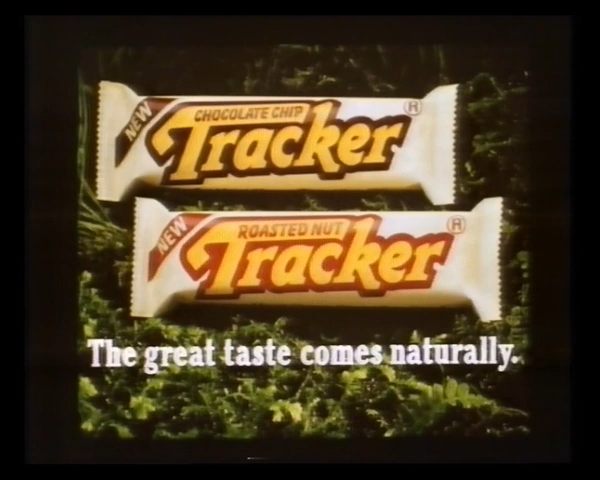 NEW
CHOCOLATE CHIP
Tracker
®
NEW
ROASTED NUT
Tracker
®
The great taste comes naturally.